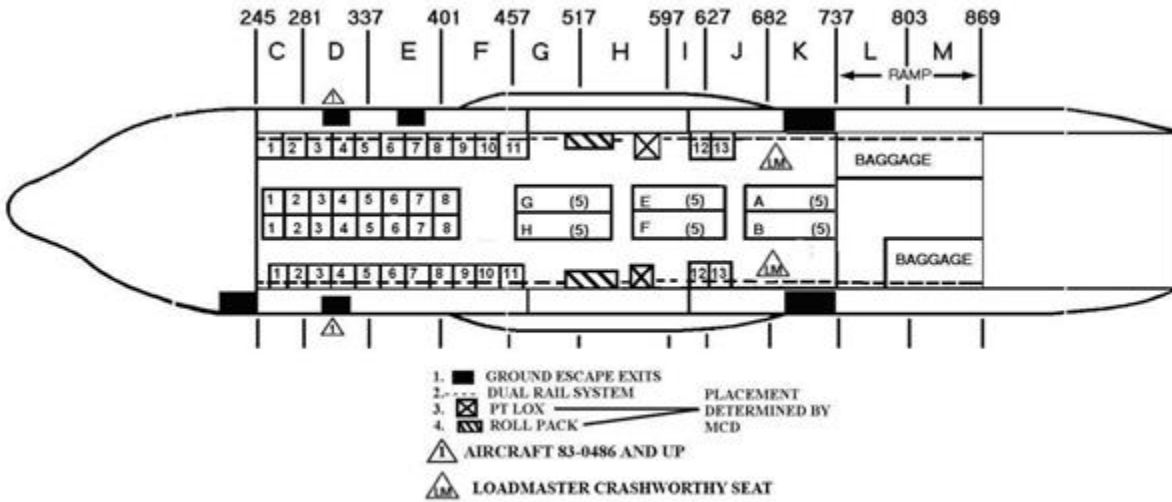 245 281 337 401 457 517 597 627 682 737 803 869
C D E F G H I J K L M
RAMP
1
1 2 3 4 5 6 7 8 9 10 11 12 13
LM
BAGGAGE
1 2 3 4 5 6 7 8 G (5) E (5) A (5)
1 2 3 4 5 6 7 8 H (5) F (5) B (5)
LM
BAGGAGE
1 2 3 4 5 6 7 8 9 10 11 12 13
1
1. GROUND ESCAPE EXITS
2. DUAL RAIL SYSTEM
3. PT LOX
4. ROLL PACK
PLACEMENT
DETERMINED BY
MCD
1 AIRCRAFT 83-0486 AND UP
LM LOADMASTER CRASHWORTHY SEAT